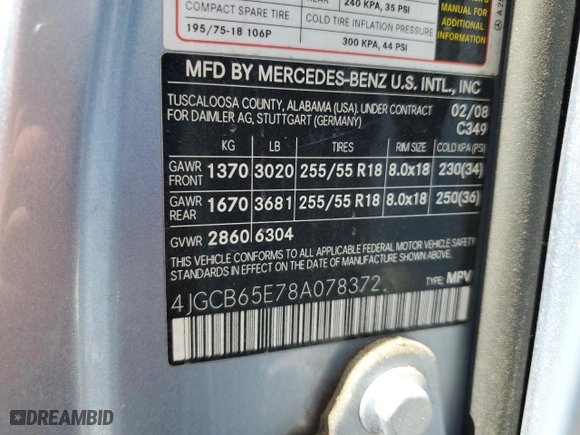 REAR 240 KPA, 35 PSI
COMPACT SPARE TIRE COLD TIRE INFLATION PRESSURE
195/75-18 106P 300 KPA, 44 PSI
MANUAL FOR
ADDITIONAL
INFORMATION
MFD BY MERCEDES-BENZ U.S. INTL., INC
TUSCALOOSA COUNTY, ALABAMA (USA). UNDER CONTRACT 02/08
FOR DAIMLER AG, STUTTGART (GERMANY) C349
KG LB TIRES RIM SIZE COLD KPA (PSI)
GAWR FRONT 1370 3020 255/55 R18 8.0x18 230(34)
GAWR REAR 1670 3681 255/55 R18 8.0x18 250(36)
GVWR 2860 6304
THIS VEHICLE CONFORMS TO ALL APPLICABLE FEDERAL MOTOR VEHICLE SAFETY
STANDARDS IN EFFECT ON THE DATE OF MANUFACTURE SHOWN ABOVE.
4JGCB65E78A078372. TYPE: MPV
DREAMBID